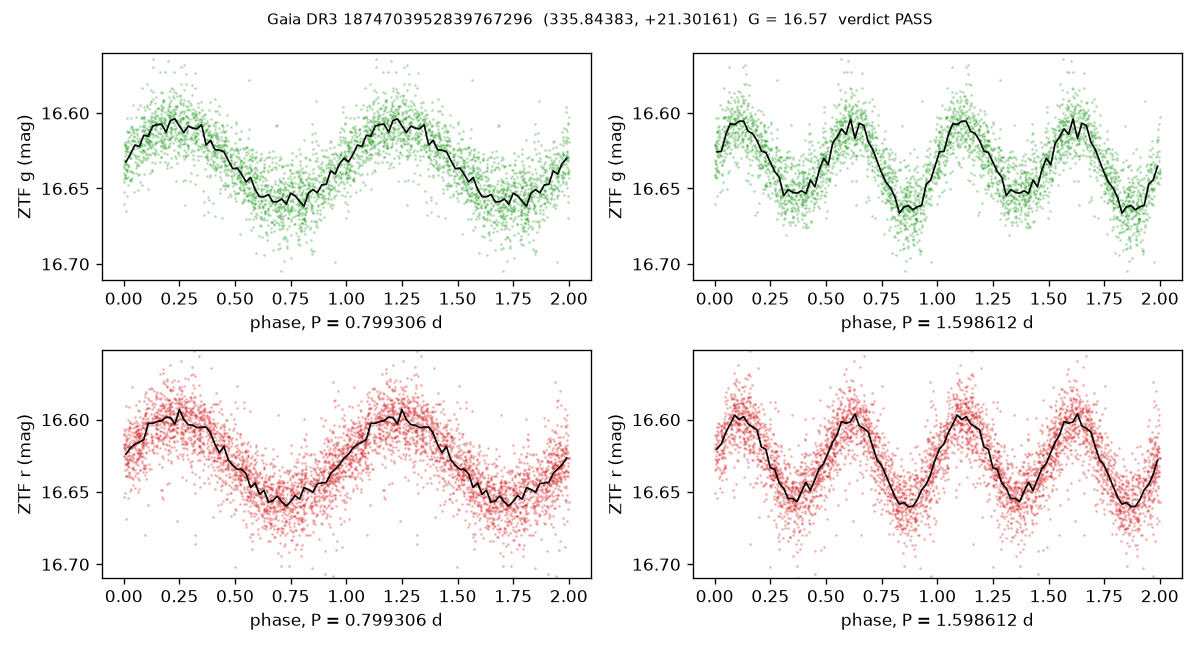 Gaia DR3 1874703952839767296 (335.84383, +21.30161) G = 16.57 verdict PASS
ZTF g (mag)
16.60
16.65
16.70
0.00 0.25 0.50 0.75 1.00 1.25 1.50 1.75 2.00
phase, P = 0.799306 d
ZTF g (mag)
16.60
16.65
16.70
0.00 0.25 0.50 0.75 1.00 1.25 1.50 1.75 2.00
phase, P = 1.598612 d
ZTF r (mag)
16.60
16.65
16.70
0.00 0.25 0.50 0.75 1.00 1.25 1.50 1.75 2.00
phase, P = 0.799306 d
ZTF r (mag)
16.60
16.65
16.70
0.00 0.25 0.50 0.75 1.00 1.25 1.50 1.75 2.00
phase, P = 1.598612 d